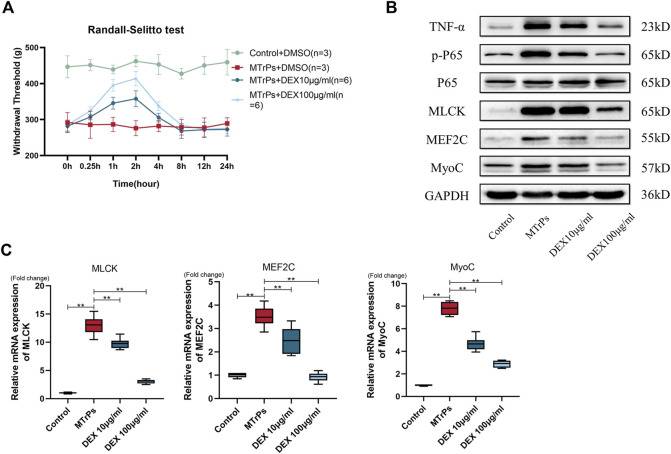 A
Randall-Selitto test
Withdrawal Threshold (g)
500
400
300
200
0h 0.25h 1h 2h 4h 8h 12h 24h
Time(hour)
Control+DMSO(n=3)
MTrPs+DMSO(n=3)
MTrPs+DEX10μg/ml(n=6)
MTrPs+DEX100μg/ml(n
=6)
B
TNF-α 23kD
p-P65 65kD
P65 65kD
MLCK 65kD
MEF2C 55kD
MyoC 57kD
GAPDH 36kD
Control MTrPs DEX10μg/ml DEX100μg/ml
C
(Fold change)
MLCK
Relative mRNA expression
of MLCK
20
15
10
5
0
** ** **
Control MTrPs DEX 10μg/ml DEX 100μg/ml
(Fold change)
MEF2C
Relative mRNA expression
of MEF2C
5
4
3
2
1
0
** ** **
Control MTrPs DEX 10μg/ml DEX 100μg/ml
(Fold change)
MyoC
Relative mRNA expression
of MyoC
10
8
6
4
2
0
** ** **
Control MTrPs DEX 10μg/ml DEX 100μg/ml